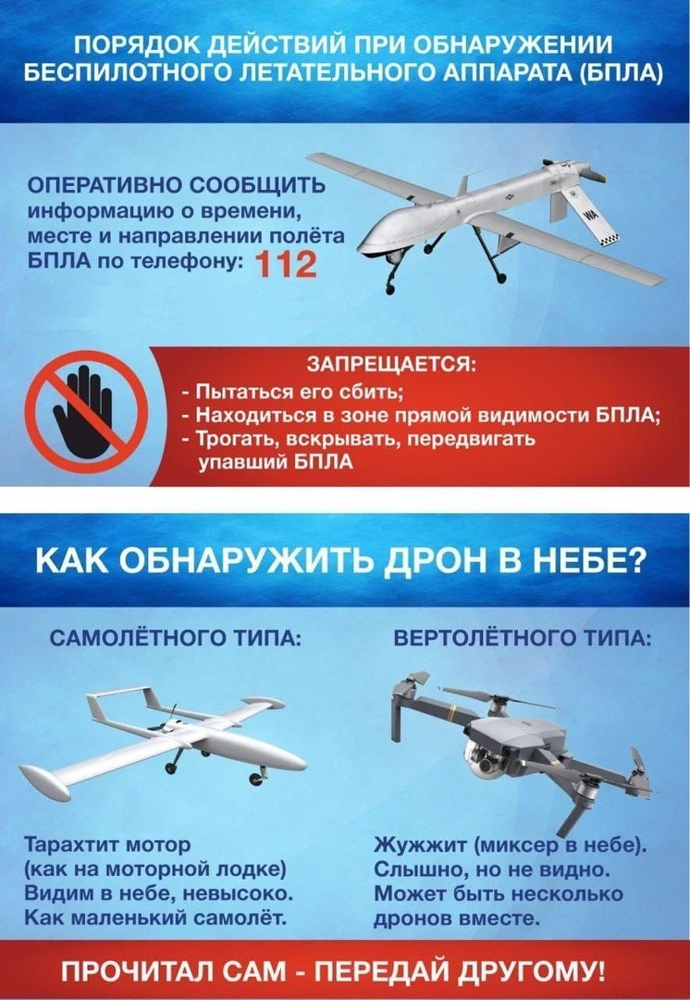 ПОРЯДОК ДЕЙСТВИЙ ПРИ ОБНАРУЖЕНИИ
БЕСПИЛОТНОГО ЛЕТАТЕЛЬНОГО АППАРАТА (БПЛА)
ОПЕРАТИВНО СООБЩИТЬ
информацию о времени,
месте и направлении полёта
БПЛА по телефону: 112
WA
ЗАПРЕЩАЕТСЯ:
- Пытаться его сбить;
- Находиться в зоне прямой видимости БПЛА;
- Трогать, вскрывать, передвигать
упавший БПЛА
КАК ОБНАРУЖИТЬ ДРОН В НЕБЕ?
САМОЛЁТНОГО ТИПА:
Тарахтит мотор
(как на моторной лодке)
Видим в небе, невысоко.
Как маленький самолёт.
ВЕРТОЛЁТНОГО ТИПА:
Жужжит (миксер в небе).
Слышно, но не видно.
Может быть несколько
дронов вместе.
ПРОЧИТАЛ САМ - ПЕРЕДАЙ ДРУГОМУ!